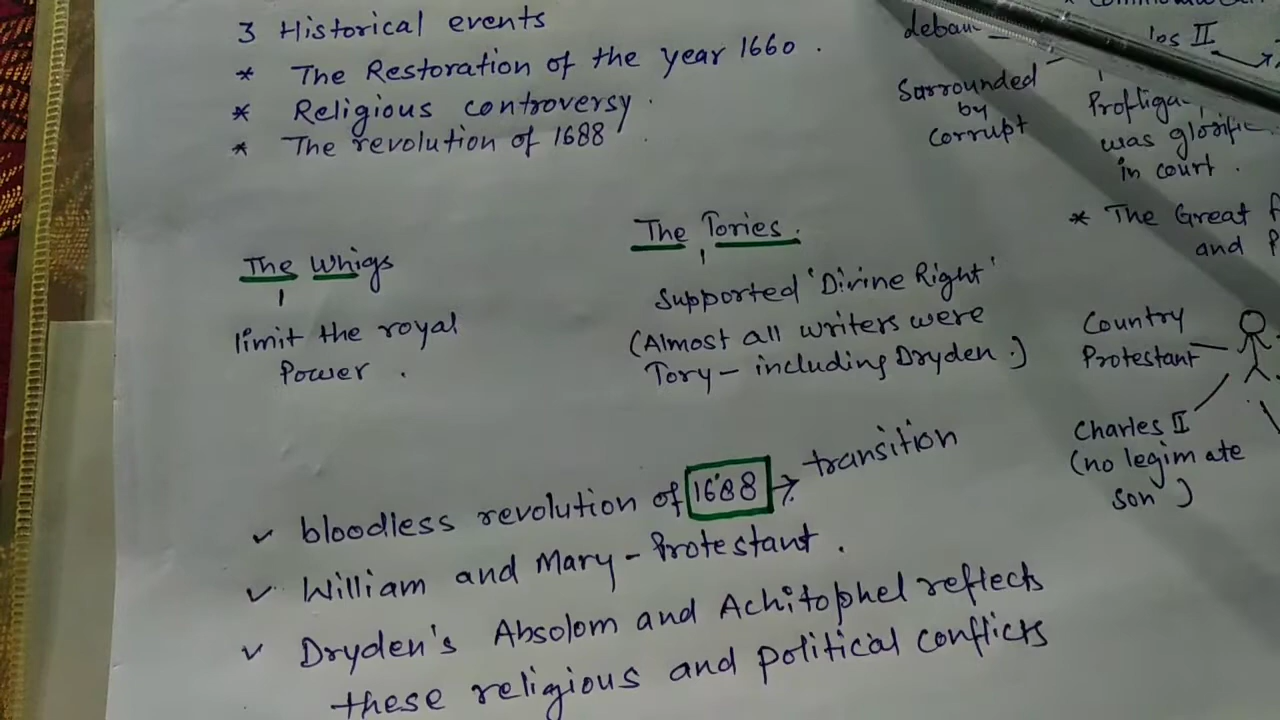 3 Historical events
* The Restoration of the year 1660.
* Religious controversy.
* The revolution of 1688
The Whigs
limit the royal
Power.
The Tories.
Supported 'Divine Right'
(Almost all writers were
Tory - including Dryden.)
✓ bloodless revolution of 1688 → transition
✓ William and Mary - Protestant.
✓ Dryden's Absolom and Achitophel reflects
these religious and political conflicts
II
Surrounded
by
corrupt
was
in court.
* The Great
and
Country
Protestant
Charles II
(no legimate
son)